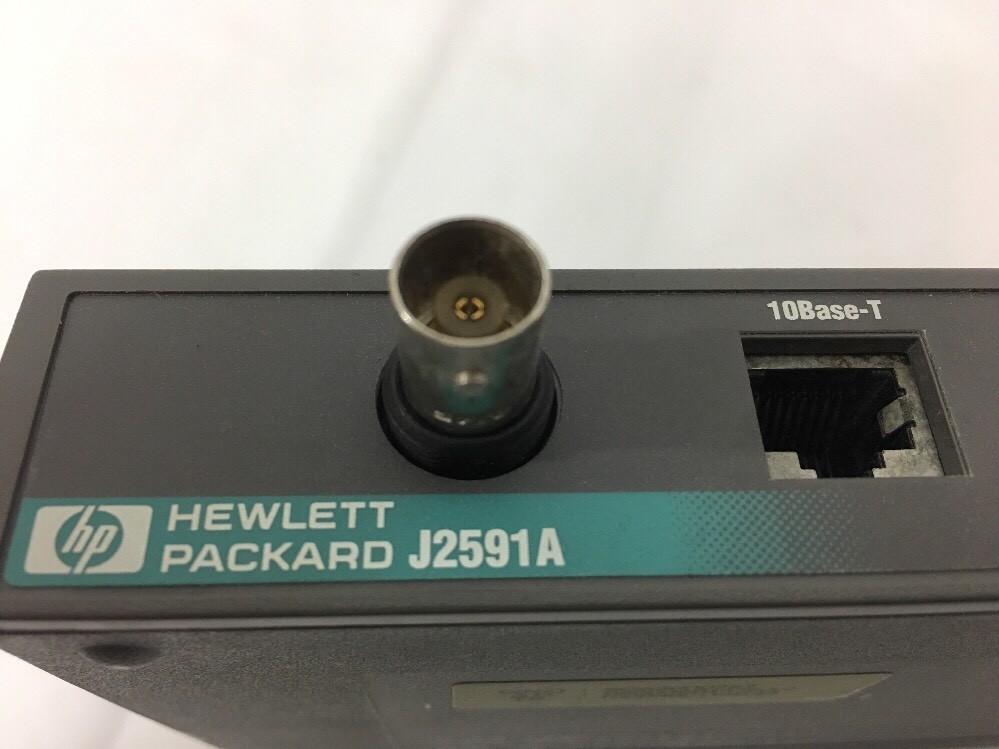 10Base-T
hp HEWLETT
PACKARD J2591A